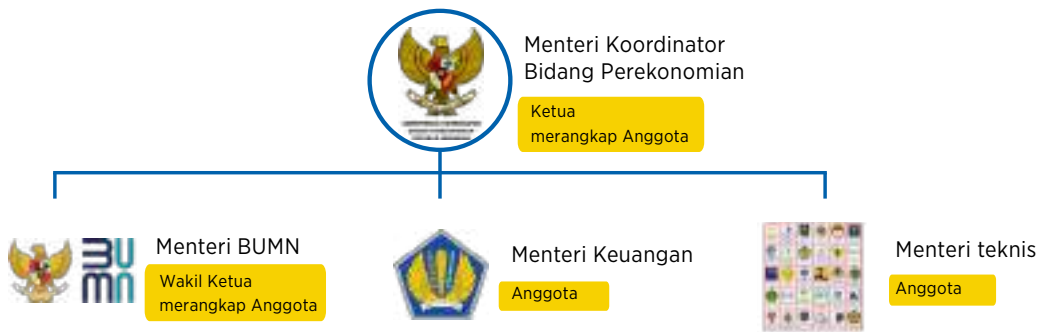 Menteri Koordinator
Bidang Perekonomian
Ketua
merangkap Anggota
BUMN
Menteri BUMN
Wakil Ketua
merangkap Anggota
Menteri Keuangan
Anggota
Menteri teknis
Anggota